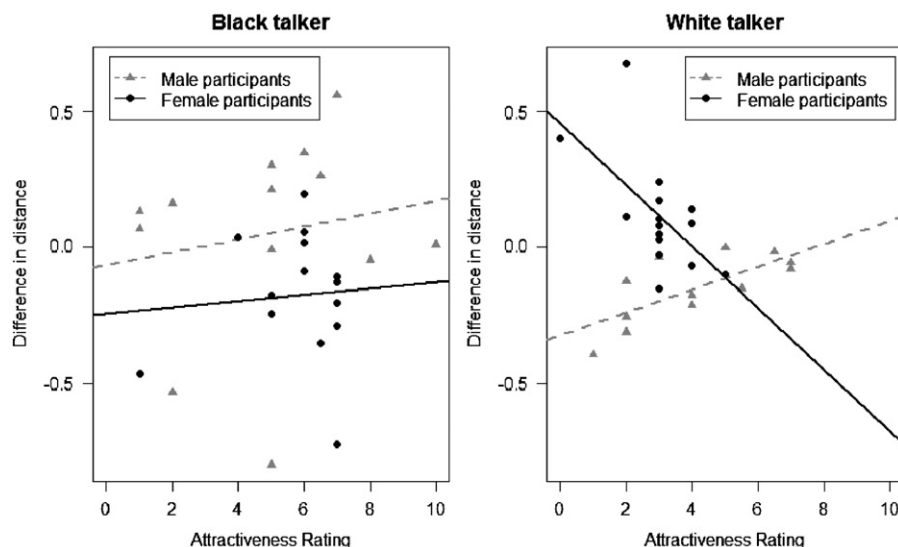 Black talker
Male participants
Female participants
Difference in distance
0.5
0.0
-0.5
0 2 4 6 8 10
Attractiveness Rating
White talker
Male participants
Female participants
Difference in distance
0.5
0.0
-0.5
0 2 4 6 8 10
Attractiveness Rating